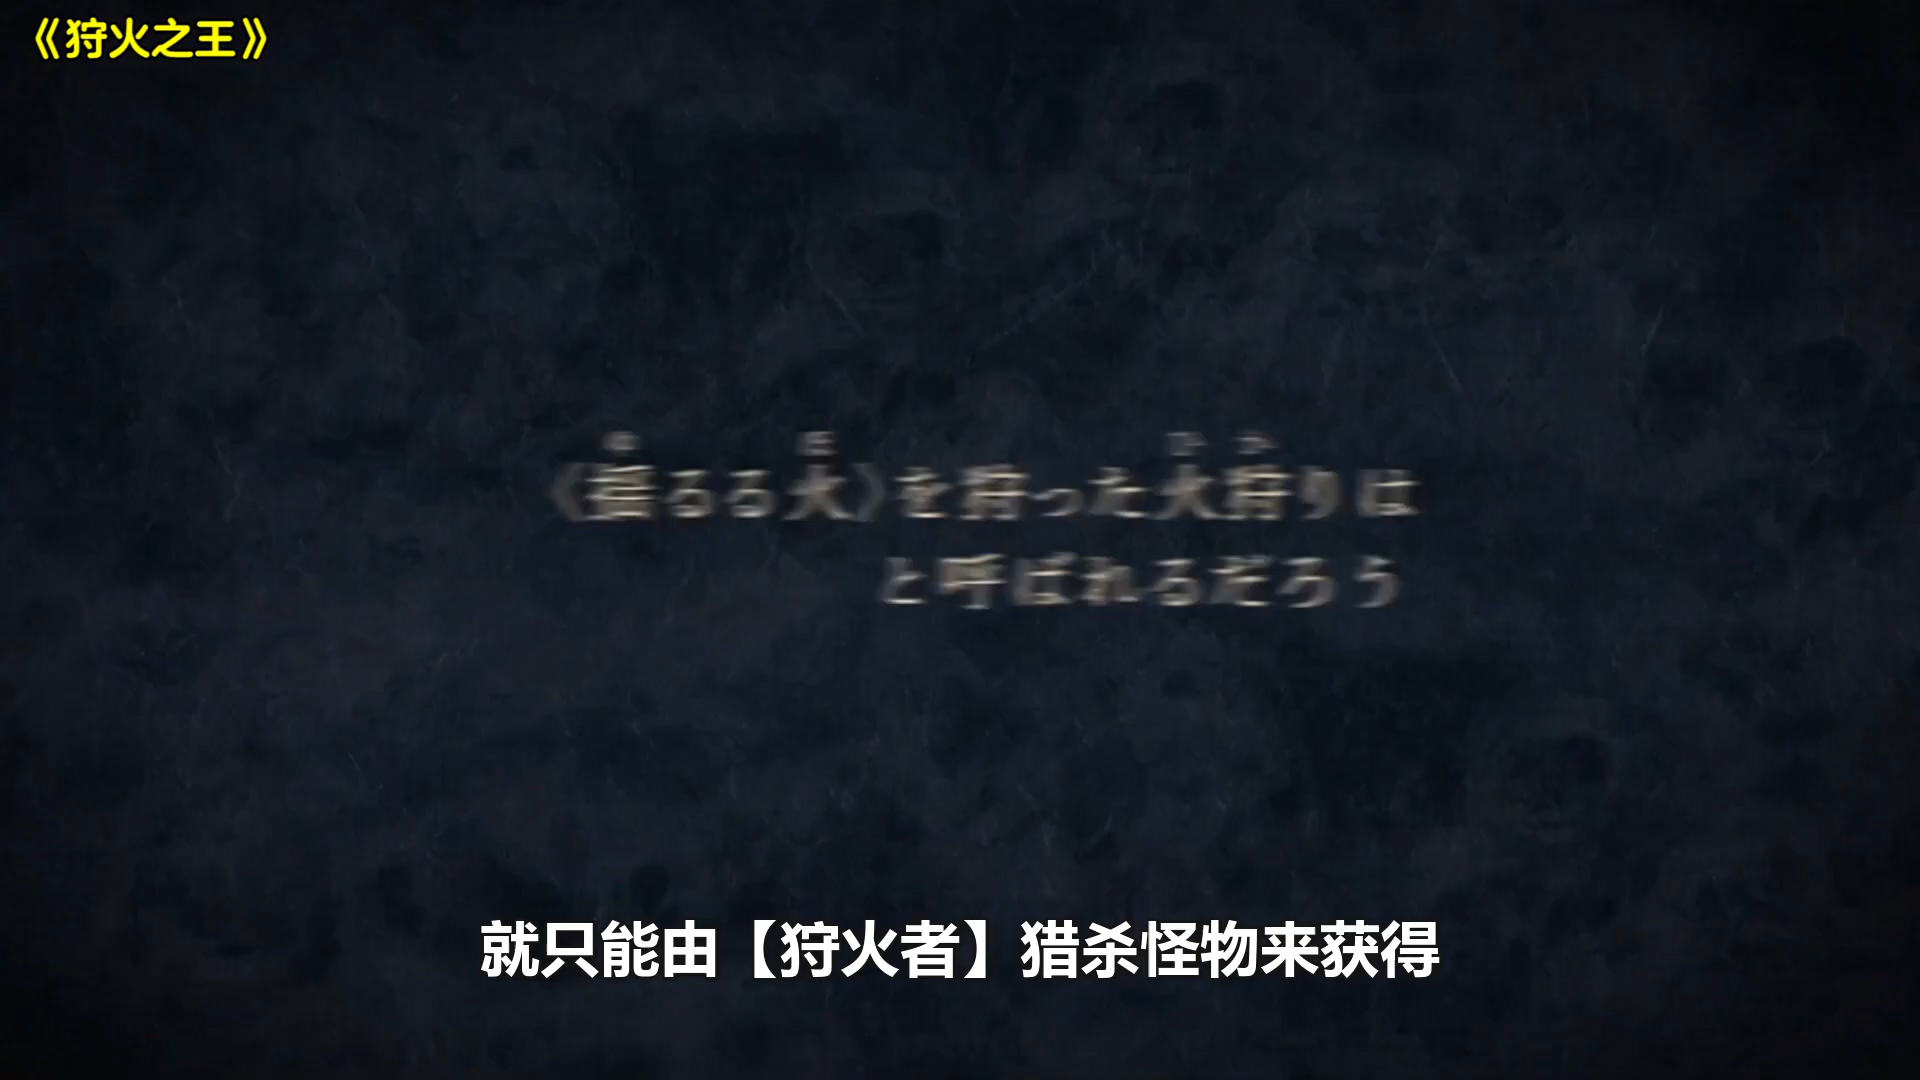 《狩火之王》
〈揺るる火〉を狩った火狩りは
と呼ばれるだろう
就只能由【狩火者】猎杀怪物来获得